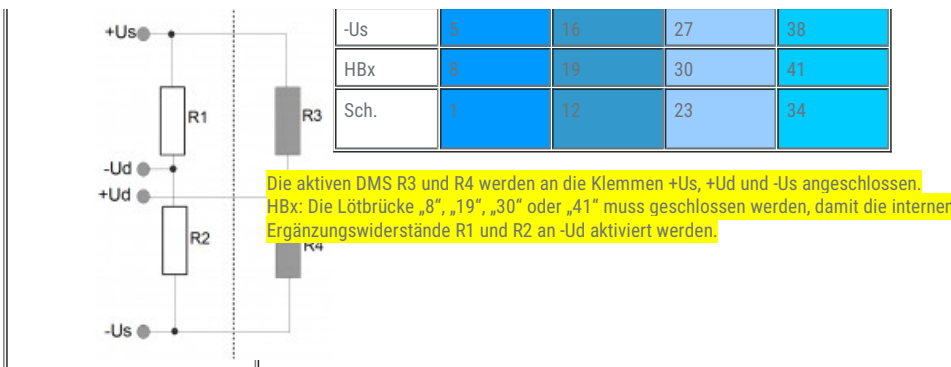 +Us
-Us 5 16 27 38
HBx 8 19 30 41
R1
R3
Sch. 1 12 23 34
-Ud
+Ud
Die aktiven DMS R3 und R4 werden an die Klemmen +Us, +Ud und -Us angeschlossen.
HBx: Die Lötbrücke „8“, „19“, „30“ oder „41“ muss geschlossen werden, damit die internen
Ergänzungswiderstände R1 und R2 an -Ud aktiviert werden.
R2
R4
-Us